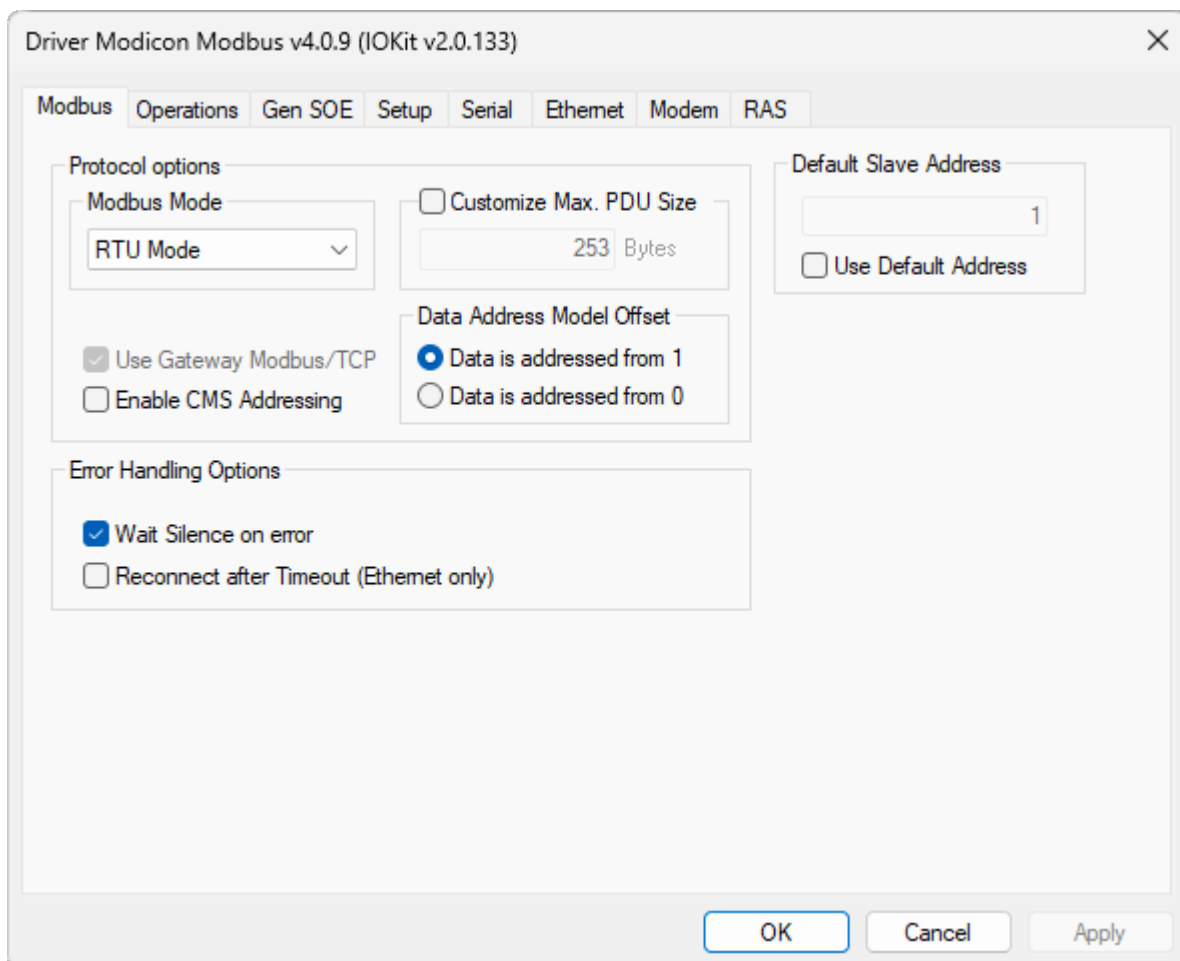 Driver Modicon Modbus v4.0.9 (IOKit v2.0.133)
Modbus Operations Gen SOE Setup Serial Ethernet Modem RAS
Protocol options
Modbus Mode
RTU Mode
Customize Max. PDU Size
253 Bytes
Use Gateway Modbus/TCP
Enable CMS Addressing
Data Address Model Offset
Data is addressed from 1
Data is addressed from 0
Default Slave Address
1
Use Default Address
Error Handling Options
Wait Silence on error
Reconnect after Timeout (Ethernet only)
OK Cancel Apply